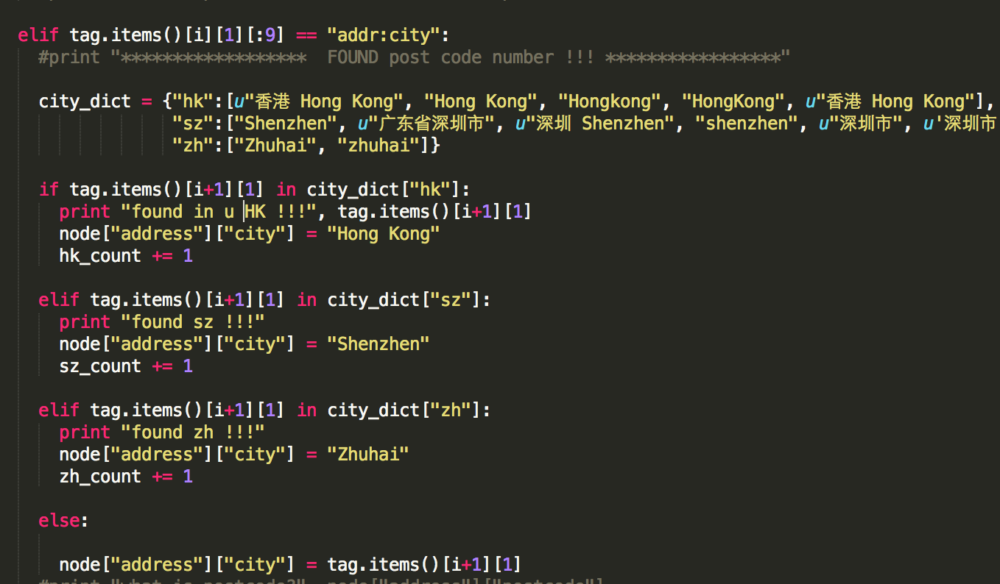 elif tag.items()[i][1][:9] == "addr:city":
#print "****************** FOUND post code number !!! *****************"
city_dict = {"hk":[u"香港 Hong Kong", "Hong Kong", "Hongkong", "HongKong", u"香港 Hong Kong"],
"sz":["Shenzhen", u"广东省深圳市", u"深圳 Shenzhen", "shenzhen", u"深圳市", u'深圳市
"zh":["Zhuhai", "zhuhai"]}
if tag.items()[i+1][1] in city_dict["hk"]:
print "found in u HK !!!", tag.items()[i+1][1]
node["address"]["city"] = "Hong Kong"
hk_count += 1
elif tag.items()[i+1][1] in city_dict["sz"]:
print "found sz !!!"
node["address"]["city"] = "Shenzhen"
sz_count += 1
elif tag.items()[i+1][1] in city_dict["zh"]:
print "found zh !!!"
node["address"]["city"] = "Zhuhai"
zh_count += 1
else:
node["address"]["city"] = tag.items()[i+1][1]
#print "what is postcode?", node["address"]["postcode"]